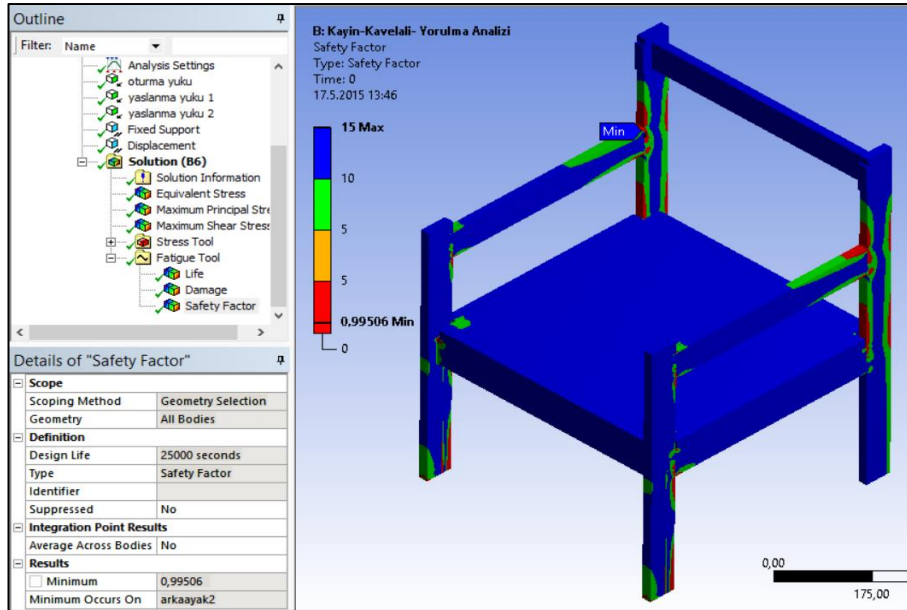 Outline
Filter: Name
Analysis Settings
oturma yuku
yaslanma yuku 1
yaslanma yuku 2
Fixed Support
Displacement
Solution (B6)
Solution Information
Equivalent Stress
Maximum Principal Stre
Maximum Shear Stress
Stress Tool
Fatigue Tool
Life
Damage
Safety Factor
Details of "Safety Factor"
Scope
Scoping Method Geometry Selection
Geometry All Bodies
Definition
Design Life 25000 seconds
Type Safety Factor
Identifier
Suppressed No
Integration Point Results
Average Across Bodies No
Results
Minimum 0,99506
Minimum Occurs On arkaayak2
B: Kayin-Kavelali- Yorulma Analizi
Safety Factor
Type: Safety Factor
Time: 0
17.5.2015 13:46
15 Max
10
5
5
0,99506 Min
0
Min
0,00
175,00